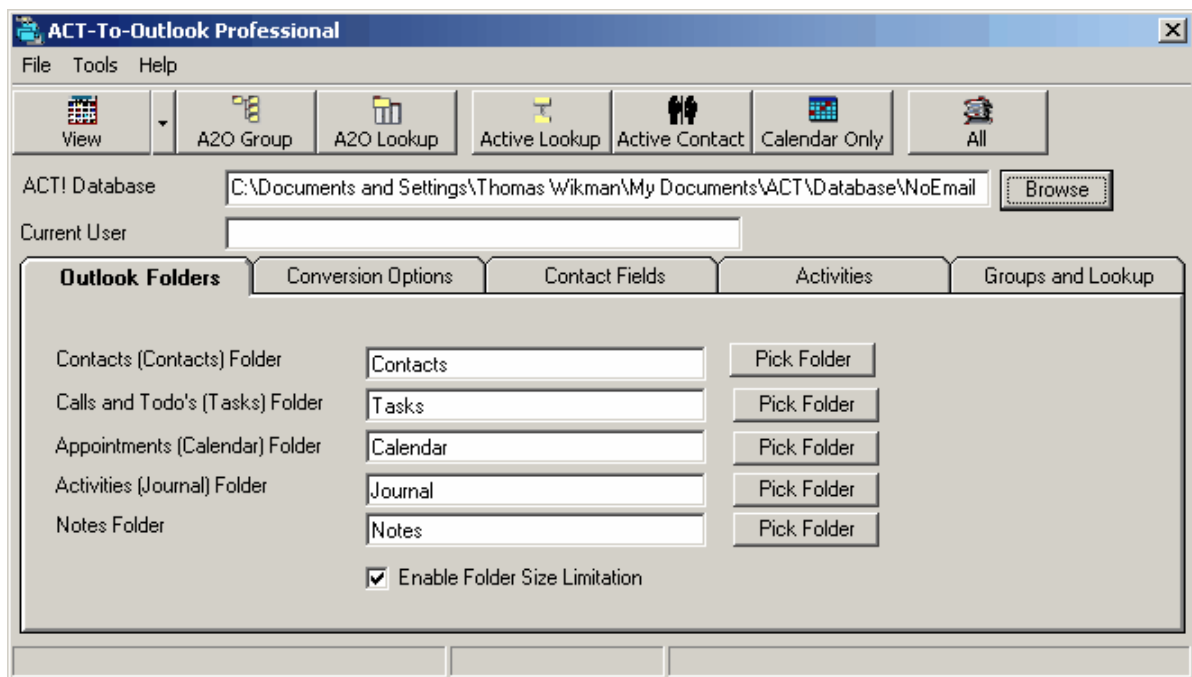 ACT-To-Outlook Professional
File Tools Help
View A2O Group A2O Lookup Active Lookup Active Contact Calendar Only All
ACT! Database C:\Documents and Settings\Thomas Wikman\My Documents\ACT\Database\NoEmail Browse
Current User
Outlook Folders Conversion Options Contact Fields Activities Groups and Lookup
Contacts (Contacts) Folder Contacts Pick Folder
Calls and Todo's (Tasks) Folder Tasks Pick Folder
Appointments (Calendar) Folder Calendar Pick Folder
Activities (Journal) Folder Journal Pick Folder
Notes Folder Notes Pick Folder
Enable Folder Size Limitation